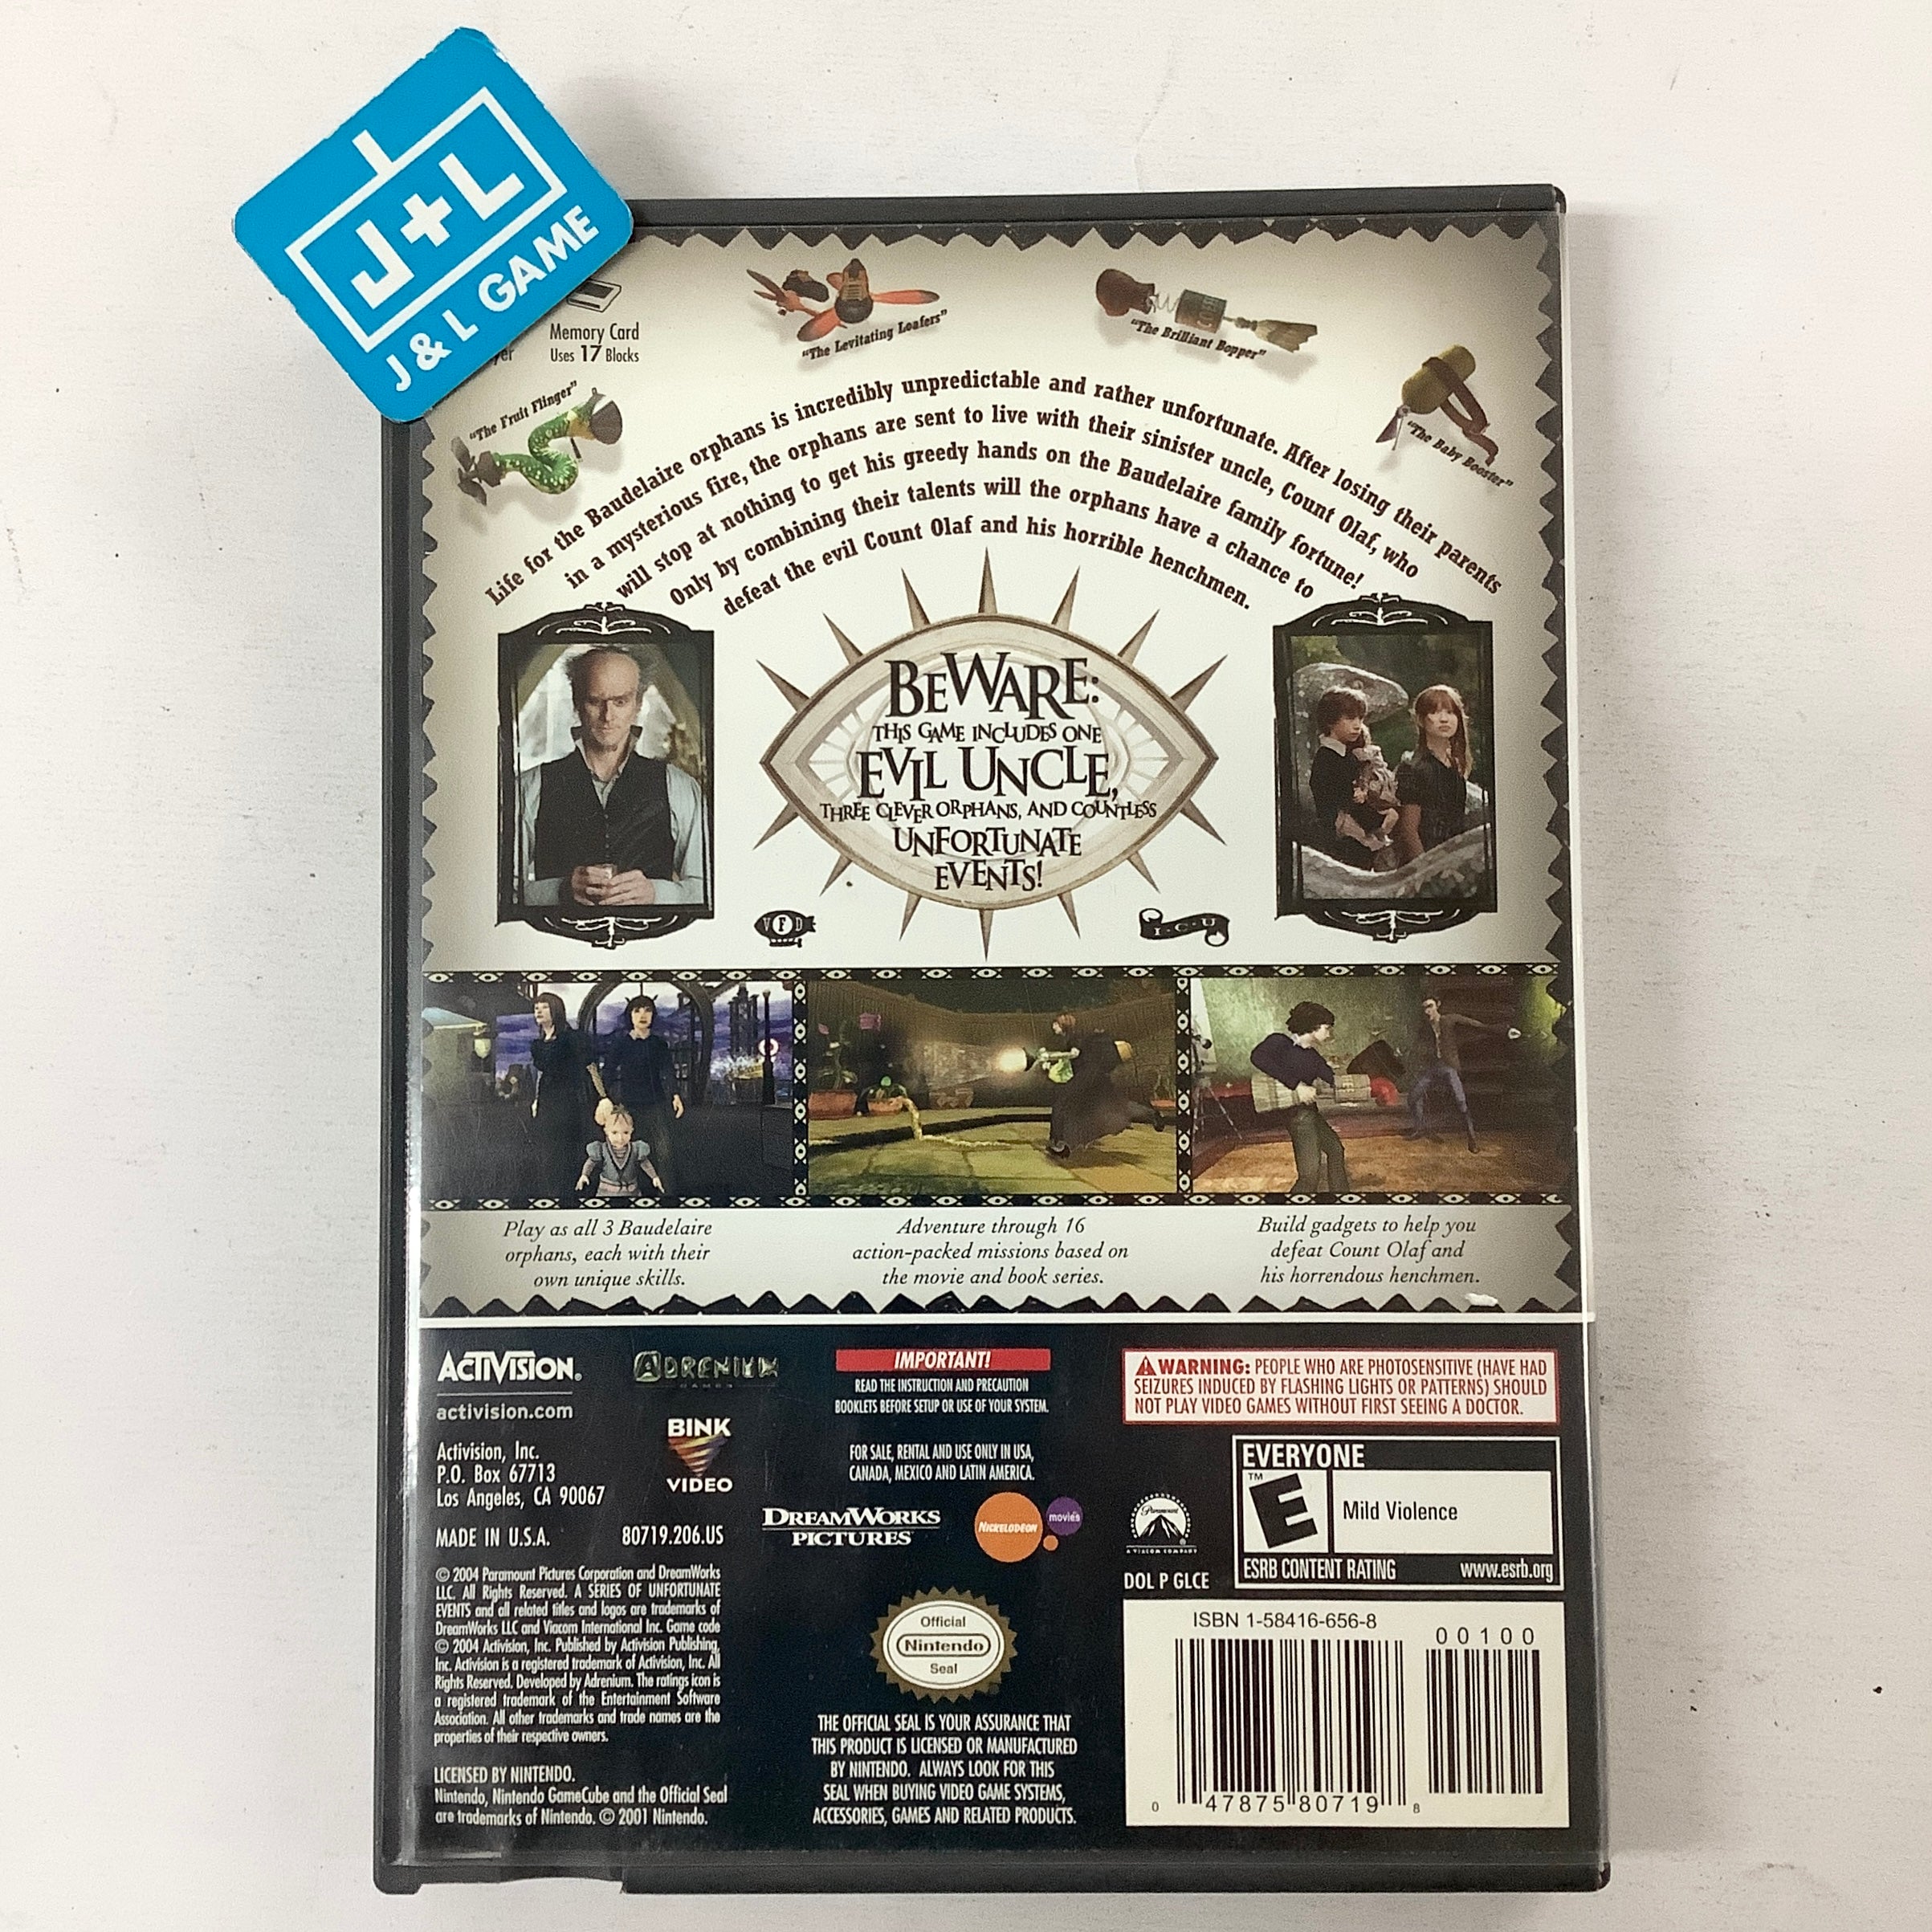 J+L
J & L GAME
Memory Card
Uses 17 Blocks
"The Levitating Loafers"
"The Brilliant Bopper"
"The Fruit Flinger"
"The Baby Booster"
Life for the Baudelaire orphans is incredibly unpredictable and rather unfortunate. After losing their parents
in a mysterious fire, the orphans are sent to live with their sinister uncle, Count Olaf, who
will stop at nothing to get his greedy hands on the Baudelaire family fortune!
Only by combining their talents will the orphans have a chance to
defeat the evil Count Olaf and his horrible henchmen.
BEWARE:
THIS GAME INCLUDES ONE
EVIL UNCLE,
THREE CLEVER ORPHANS, AND COUNTLESS
UNFORTUNATE
EVENTS!
VFD
I·C·U
Play as all 3 Baudelaire
orphans, each with their
own unique skills.
Adventure through 16
action-packed missions based on
the movie and book series.
Build gadgets to help you
defeat Count Olaf and
his horrendous henchmen.
ACTIVISION®
activision.com
Activision, Inc.
P.O. Box 67713
Los Angeles, CA 90067
MADE IN U.S.A. 80719.206.US
ADRENIUM
GAMES
BINK
VIDEO
IMPORTANT!
READ THE INSTRUCTION AND PRECAUTION
BOOKLETS BEFORE SETUP OR USE OF YOUR SYSTEM.
FOR SALE, RENTAL AND USE ONLY IN USA,
CANADA, MEXICO AND LATIN AMERICA.
DREAMWORKS
PICTURES
NICKELODEON
movies
Paramount
A VIACOM COMPANY
DOL P GLCE
WARNING: PEOPLE WHO ARE PHOTOSENSITIVE (HAVE HAD
SEIZURES INDUCED BY FLASHING LIGHTS OR PATTERNS) SHOULD
NOT PLAY VIDEO GAMES WITHOUT FIRST SEEING A DOCTOR.
EVERYONE
E™
Mild Violence
ESRB CONTENT RATING www.esrb.org
© 2004 Paramount Pictures Corporation and DreamWorks
LLC. All Rights Reserved. A SERIES OF UNFORTUNATE
EVENTS and all related titles and logos are trademarks of
DreamWorks LLC and Viacom International Inc. Game code
© 2004 Activision, Inc. Published by Activision Publishing,
Inc. Activision is a registered trademark of Activision, Inc. All
Rights Reserved. Developed by Adrenium. The ratings icon is
a registered trademark of the Entertainment Software
Association. All other trademarks and trade names are the
properties of their respective owners.
LICENSED BY NINTENDO.
Nintendo, Nintendo GameCube and the Official Seal
are trademarks of Nintendo. © 2001 Nintendo.
Official
Nintendo
Seal
THE OFFICIAL SEAL IS YOUR ASSURANCE THAT
THIS PRODUCT IS LICENSED OR MANUFACTURED
BY NINTENDO. ALWAYS LOOK FOR THIS
SEAL WHEN BUYING VIDEO GAME SYSTEMS,
ACCESSORIES, GAMES AND RELATED PRODUCTS.
ISBN 1-58416-656-8
00100
0 47875 80719 8